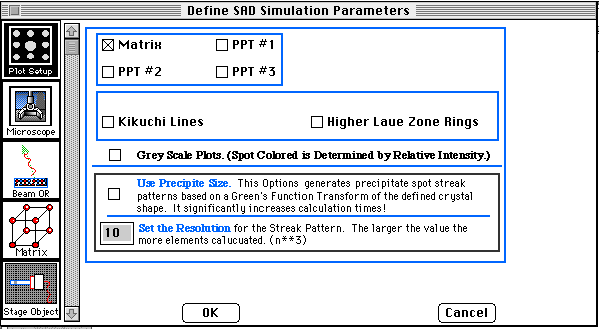 Define SAD Simulation Parameters
Plot Setup
Microscope
Beam OR
Matrix
Stage Object
Matrix
PPT #1
PPT #2
PPT #3
Kikuchi Lines
Higher Laue Zone Rings
Grey Scale Plots. (Spot Colored is Determined by Relative Intensity.)
Use Precipite Size. This Options generates precipitate spot streak
patterns based on a Green's Function Transform of the defined crystal
shape. It significantly increases calculation times!
10
Set the Resolution for the Streak Pattern. The larger the value the
more elements calucuated. (n**3)
OK
Cancel